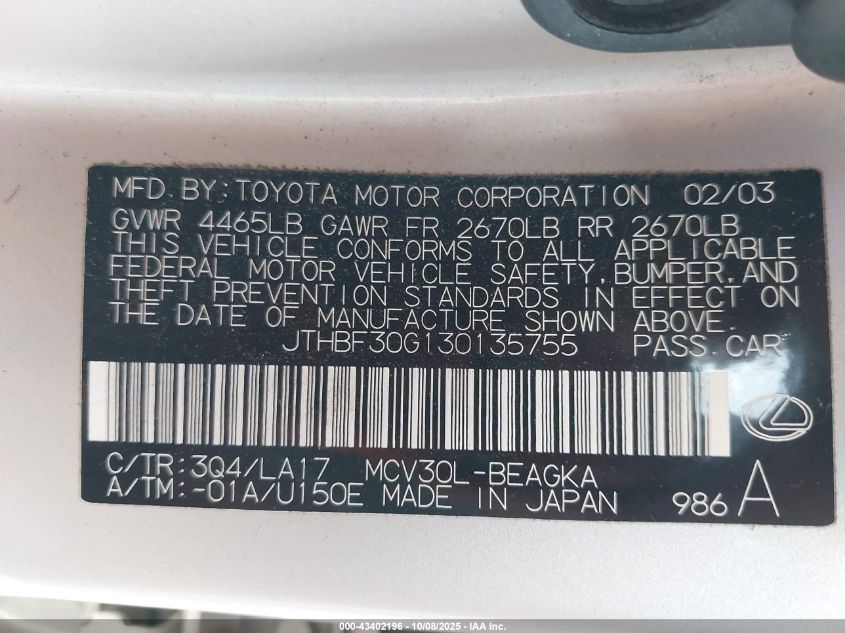 MFD. BY: TOYOTA MOTOR CORPORATION 02/03
GVWR 4465LB GAWR FR 2670LB RR 2670LB
THIS VEHICLE CONFORMS TO ALL APPLICABLE
FEDERAL MOTOR VEHICLE SAFETY, BUMPER, AND
THEFT PREVENTION STANDARDS IN EFFECT ON
THE DATE OF MANUFACTURE SHOWN ABOVE.
JTHBF30G130135755 PASS. CAR
C/TR: 3Q4/LA17 MCV30L-BEAGKA
A/TM: -01A/U150E MADE IN JAPAN 986 A
000-43402196 - 10/08/2025 - IAA Inc.